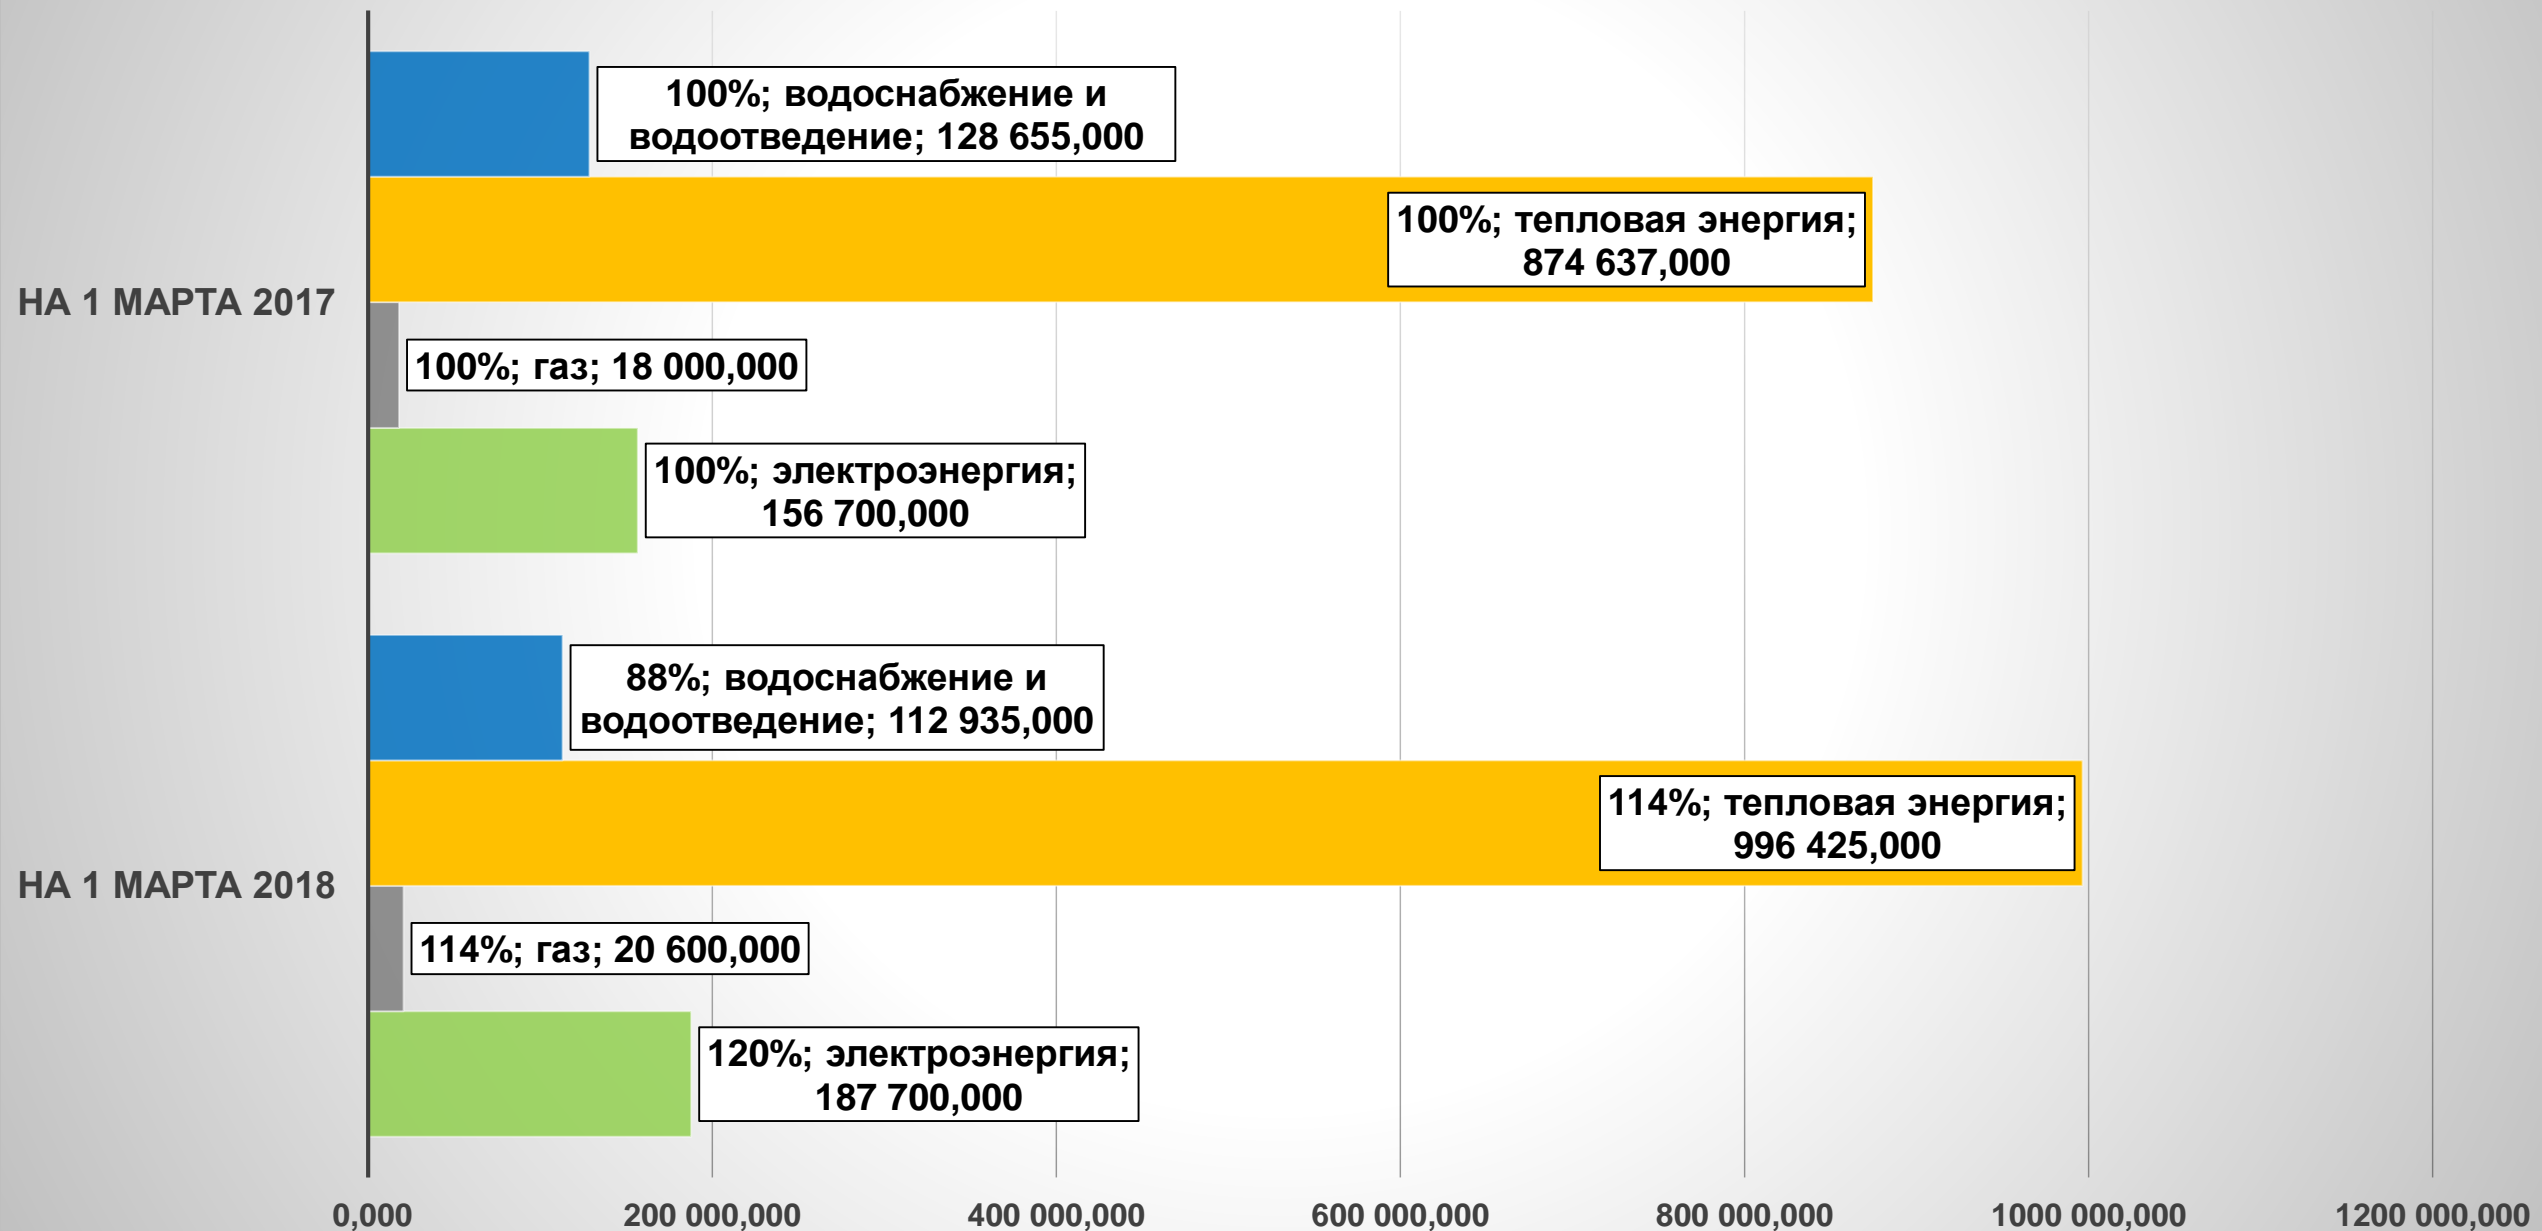 100%; водоснабжение и
водоотведение; 128 655,000
100%; тепловая энергия;
874 637,000
НА 1 МАРТА 2017
100%; газ; 18 000,000
100%; электроэнергия;
156 700,000
88%; водоснабжение и
водоотведение; 112 935,000
114%; тепловая энергия;
996 425,000
НА 1 МАРТА 2018
114%; газ; 20 600,000
120%; электроэнергия;
187 700,000
0,000 200 000,000 400 000,000 600 000,000 800 000,000 1000 000,000 1200 000,000